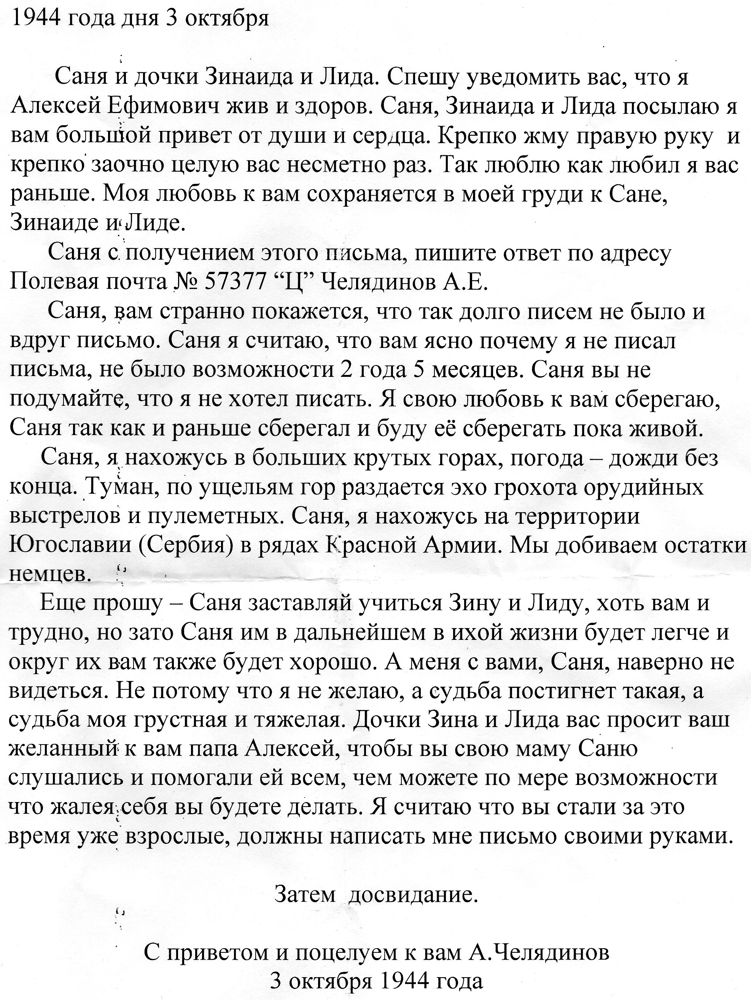 1944 года дня 3 октября
Саня и дочки Зинаида и Лида. Спешу уведомить вас, что я
Алексей Ефимович жив и здоров. Саня, Зинаида и Лида посылаю я
вам большой привет от души и сердца. Крепко жму правую руку и
крепко заочно целую вас несметно раз. Так люблю как любил я вас
раньше. Моя любовь к вам сохраняется в моей груди к Сане,
Зинаиде и Лиде.
Саня с получением этого письма, пишите ответ по адресу
Полевая почта № 57377 “Ц” Челядинов А.Е.
Саня, вам странно покажется, что так долго писем не было и
вдруг письмо. Саня я считаю, что вам ясно почему я не писал
письма, не было возможности 2 года 5 месяцев. Саня вы не
подумайте, что я не хотел писать. Я свою любовь к вам сберегаю,
Саня так как и раньше сберегал и буду её сберегать пока живой.
Саня, я нахожусь в больших крутых горах, погода – дожди без
конца. Туман, по ущельям гор раздается эхо грохота орудийных
выстрелов и пулеметных. Саня, я нахожусь на территории
Югославии (Сербия) в рядах Красной Армии. Мы добиваем остатки
немцев.
Еще прошу – Саня заставляй учиться Зину и Лиду, хоть вам и
трудно, но зато Саня им в дальнейшем в ихой жизни будет легче и
округ их вам также будет хорошо. А меня с вами, Саня, наверно не
видеться. Не потому что я не желаю, а судьба постигнет такая, а
судьба моя грустная и тяжелая. Дочки Зина и Лида вас просит ваш
желанный к вам папа Алексей, чтобы вы свою маму Саню
слушались и помогали ей всем, чем можете по мере возможности
что жалея себя вы будете делать. Я считаю что вы стали за это
время уже взрослые, должны написать мне письмо своими руками.
Затем досвидание.
С приветом и поцелуем к вам А.Челядинов
3 октября 1944 года